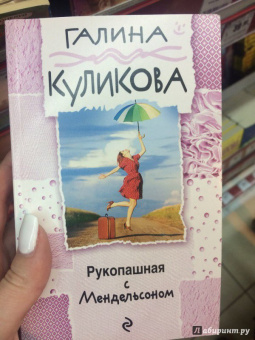 ГАЛИНА
КУЛИКОВА
Рукопашная
с
Мендельсоном
Лабиринт.ру